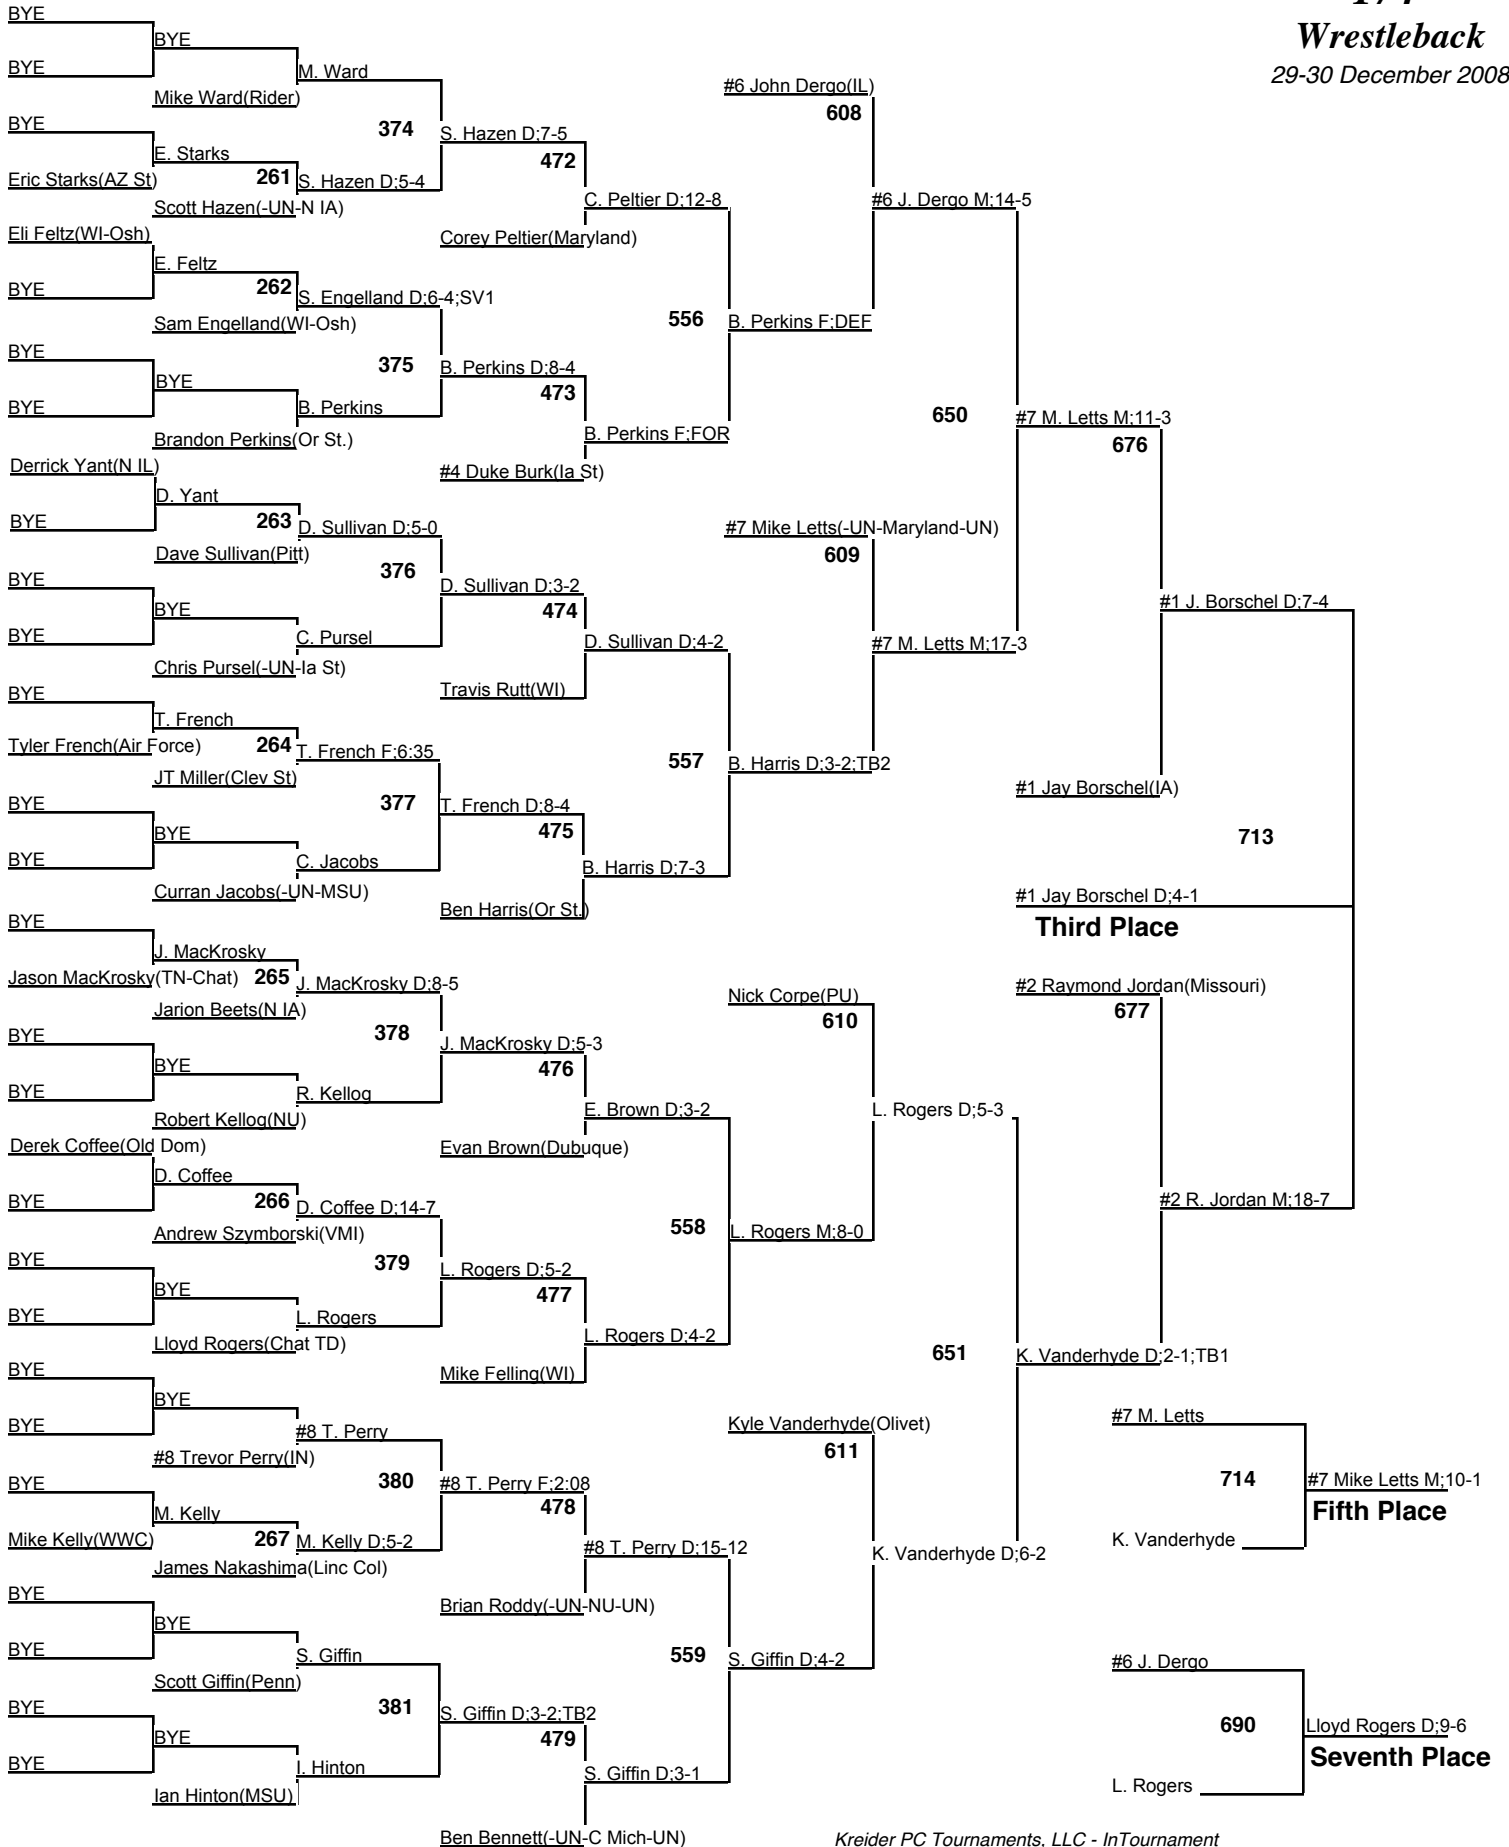 Wrestleback
29-30 December 2008
BYE
BYE
BYE
M. Ward
Mike Ward(Rider)
374
BYE
E. Starks
Eric Starks(AZ St)
261
S. Hazen D;5-4
Scott Hazen(-UN-N IA)
S. Hazen D;7-5
472
C. Peltier D;12-8
Corey Peltier(Maryland)
Eli Feltz(WI-Osh)
E. Feltz
BYE
262
S. Engelland D;6-4;SV1
Sam Engelland(WI-Osh)
375
BYE
BYE
BYE
B. Perkins
Brandon Perkins(Or St.)
B. Perkins D;8-4
473
B. Perkins F;FOR
#4 Duke Burk(Ia St)
556
B. Perkins F;DEF
#6 John Dergo(IL)
608
#6 J. Dergo M;14-5
Derrick Yant(N IL)
D. Yant
BYE
263
D. Sullivan D;5-0
Dave Sullivan(Pitt)
376
BYE
BYE
BYE
C. Pursel
Chris Pursel(-UN-Ia St)
D. Sullivan D;3-2
474
D. Sullivan D;4-2
Travis Rutt(WI)
BYE
T. French
Tyler French(Air Force)
264
T. French F;6:35
JT Miller(Clev St)
377
BYE
BYE
BYE
C. Jacobs
Curran Jacobs(-UN-MSU)
T. French D;8-4
475
B. Harris D;7-3
Ben Harris(Or St.)
557
B. Harris D;3-2;TB2
#7 Mike Letts(-UN-Maryland-UN)
609
#7 M. Letts M;17-3
650
#7 M. Letts M;11-3
676
#1 J. Borschel D;7-4
#1 Jay Borschel(IA)
713
#1 Jay Borschel D;4-1
Third Place
BYE
J. MacKrosky
Jason MacKrosky(TN-Chat)
265
J. MacKrosky D;8-5
Jarion Beets(N IA)
378
BYE
BYE
BYE
R. Kellog
Robert Kellog(NU)
J. MacKrosky D;5-3
476
E. Brown D;3-2
Evan Brown(Dubuque)
Derek Coffee(Old Dom)
D. Coffee
BYE
266
D. Coffee D;14-7
Andrew Szymborski(VMI)
379
BYE
BYE
BYE
L. Rogers
Lloyd Rogers(Chat TD)
L. Rogers D;5-2
477
L. Rogers D;4-2
Mike Felling(WI)
558
L. Rogers M;8-0
Nick Corpe(PU)
610
L. Rogers D;5-3
#2 Raymond Jordan(Missouri)
677
#2 R. Jordan M;18-7
651
K. Vanderhyde D;2-1;TB1
BYE
BYE
BYE
#8 T. Perry
#8 Trevor Perry(IN)
380
BYE
M. Kelly
Mike Kelly(WWC)
267
M. Kelly D;5-2
James Nakashima(Linc Col)
#8 T. Perry F;2:08
478
#8 T. Perry D;15-12
Brian Roddy(-UN-NU-UN)
BYE
BYE
BYE
S. Giffin
Scott Giffin(Penn)
381
BYE
BYE
BYE
I. Hinton
Ian Hinton(MSU)
S. Giffin D;3-2;TB2
479
S. Giffin D;3-1
Ben Bennett(-UN-C Mich-UN)
559
S. Giffin D;4-2
Kyle Vanderhyde(Olivet)
611
K. Vanderhyde D;6-2
#7 M. Letts
714
#7 Mike Letts M;10-1
Fifth Place
K. Vanderhyde
#6 J. Dergo
690
Lloyd Rogers D;9-6
Seventh Place
L. Rogers
Kreider PC Tournaments, LLC - InTournament